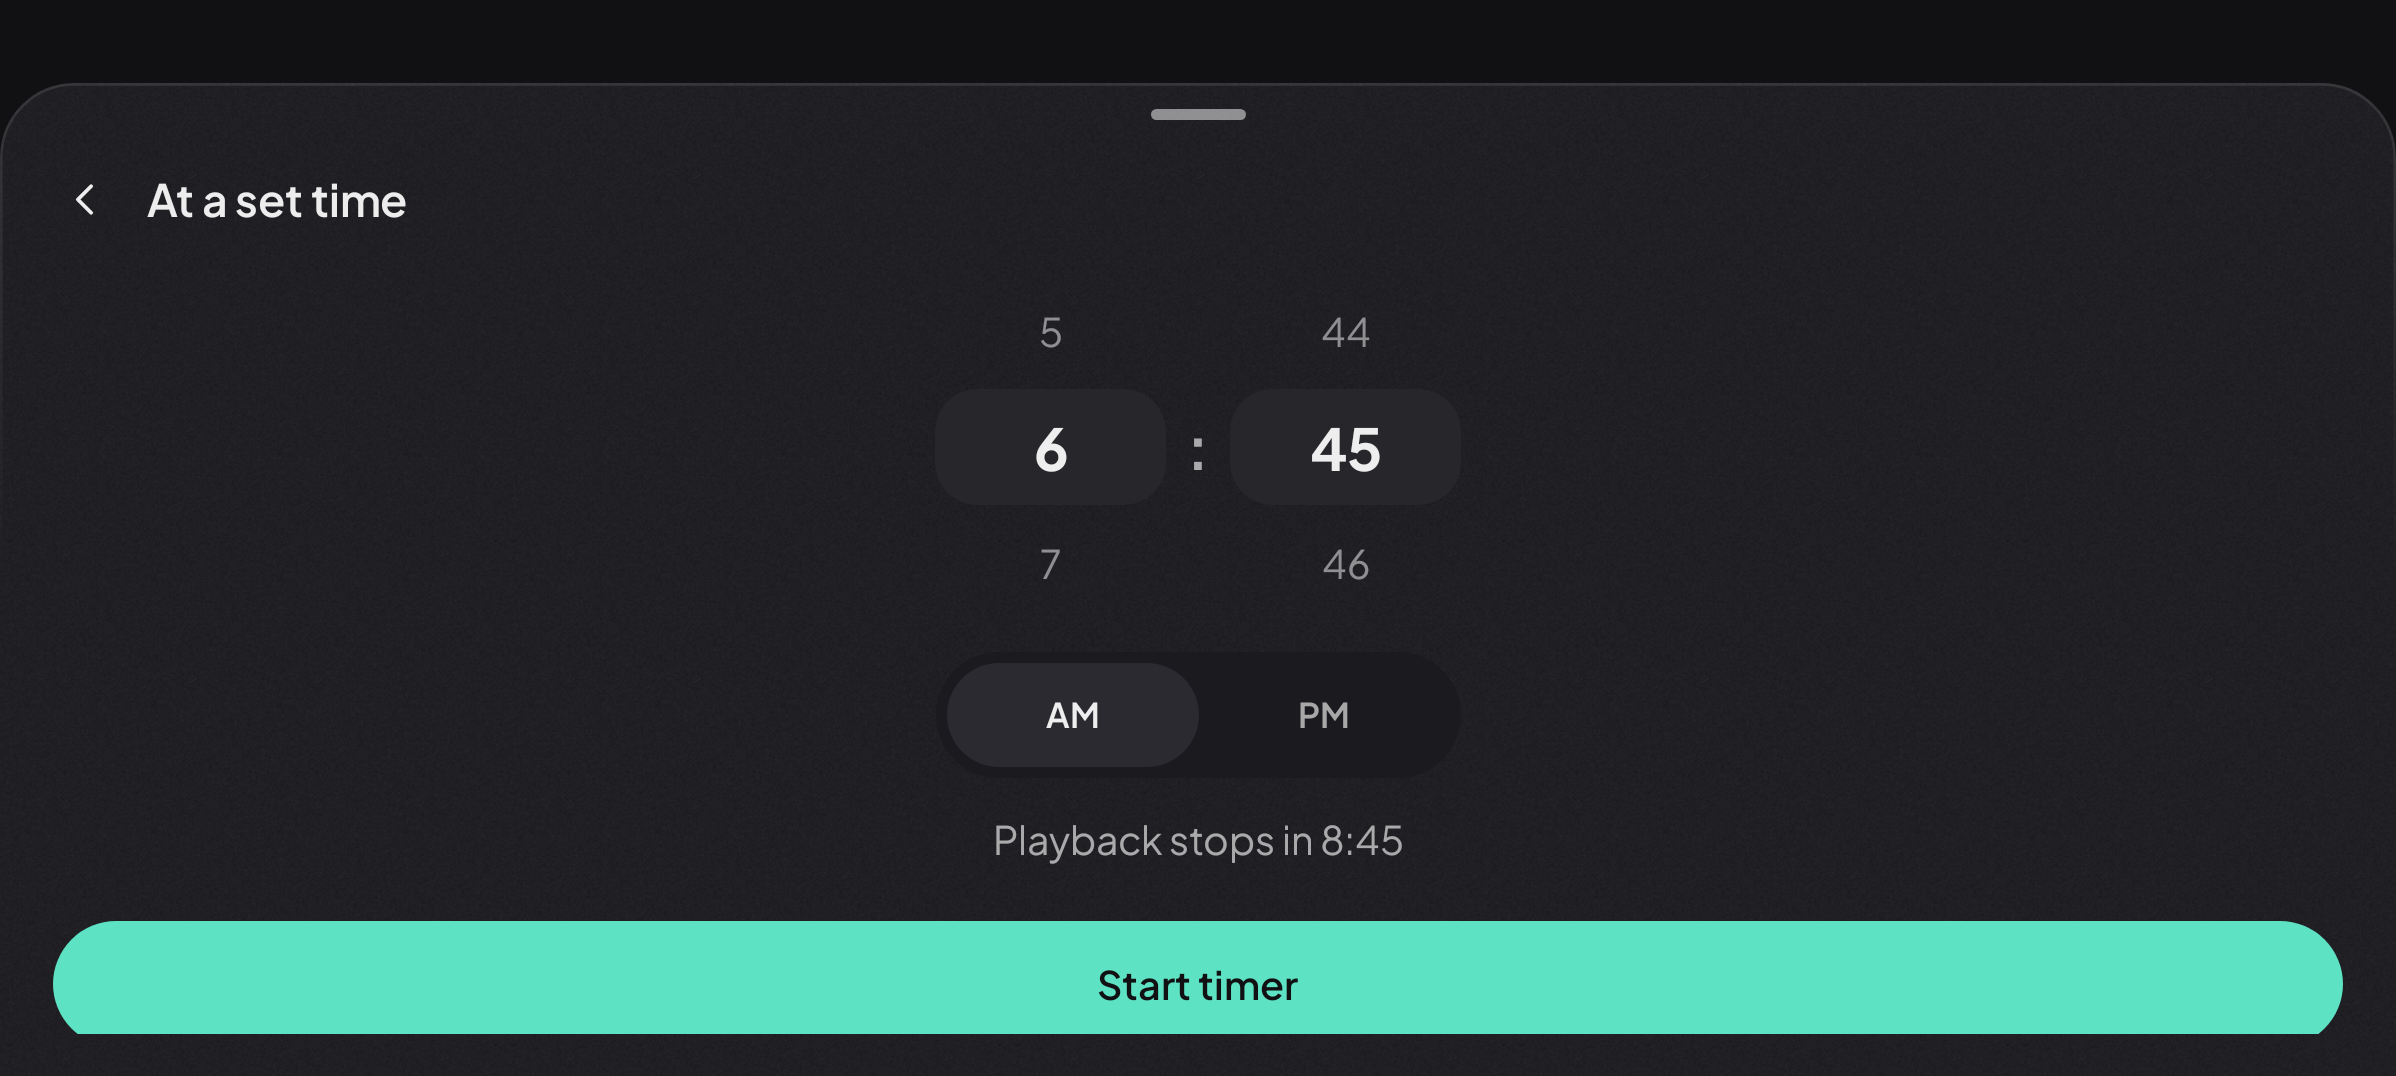 At a set time
5 44
6 : 45
7 46
AM PM
Playback stops in 8:45
Start timer